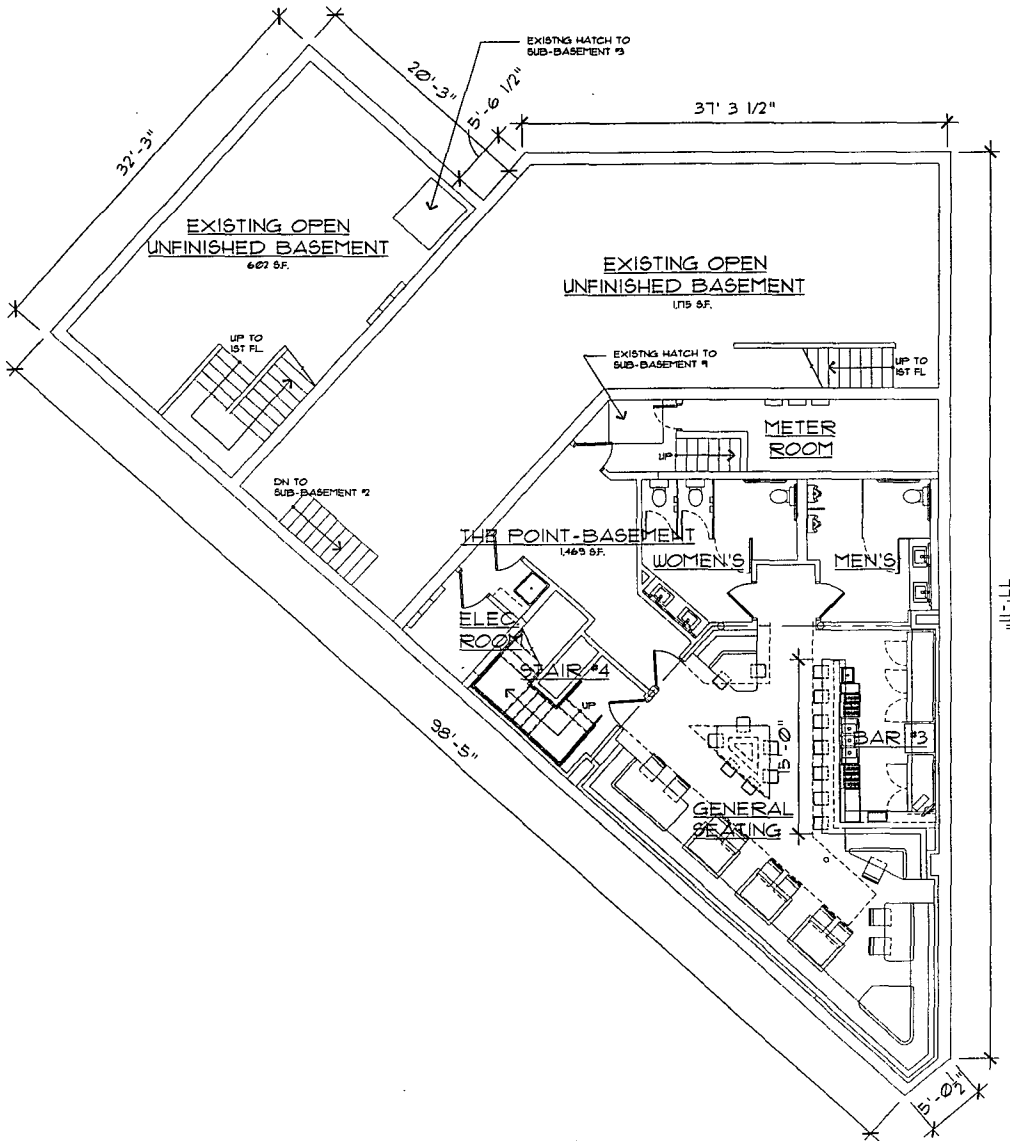 EXISTNG HATCH TO
SUB-BASEMENT #3
20'-3"
5'-6 1/2"
37' 3 1/2"
32'-3"
EXISTING OPEN
UNFINISHED BASEMENT
602 S.F.
EXISTING OPEN
UNFINISHED BASEMENT
1,175 S.F.
UP TO
1ST FL.
EXISTNG HATCH TO
SUB-BASEMENT #1
UP TO
1ST FL
METER
ROOM
UP
DN TO
SUB-BASEMENT #2
THE POINT-BASEMENT
1,469 S.F.
WOMEN'S
MEN'S
77'-11"
ELEC.
ROOM
STAIR #4
UP
98'-5"
15'-0"
BAR #3
GENERAL
SEATING
5'-0 1/2"